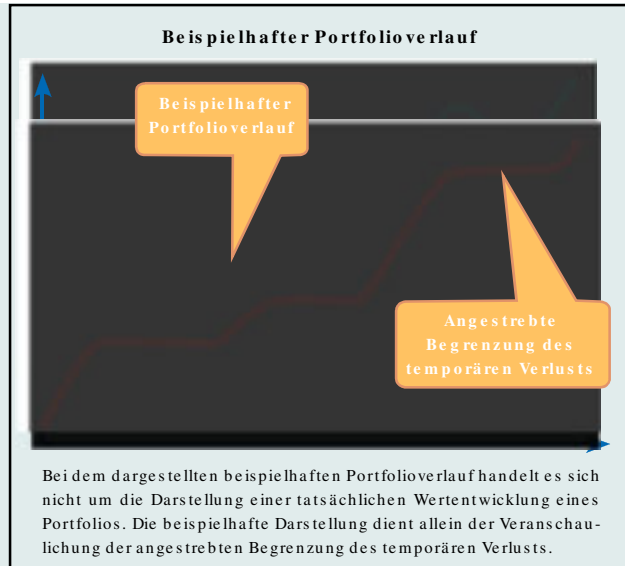 Beispielhafter Portfolioverlauf
Beispielhafter
Portfolioverlauf
Angestrebte
Begrenzung des
temporären Verlusts
Bei dem dargestellten beispielhaften Portfolioverlauf handelt es sich
nicht um die Darstellung einer tatsächlichen Wertentwicklung eines
Portfolios. Die beispielhafte Darstellung dient allein der Veranschau-
lichung der angestrebten Begrenzung des temporären Verlusts.